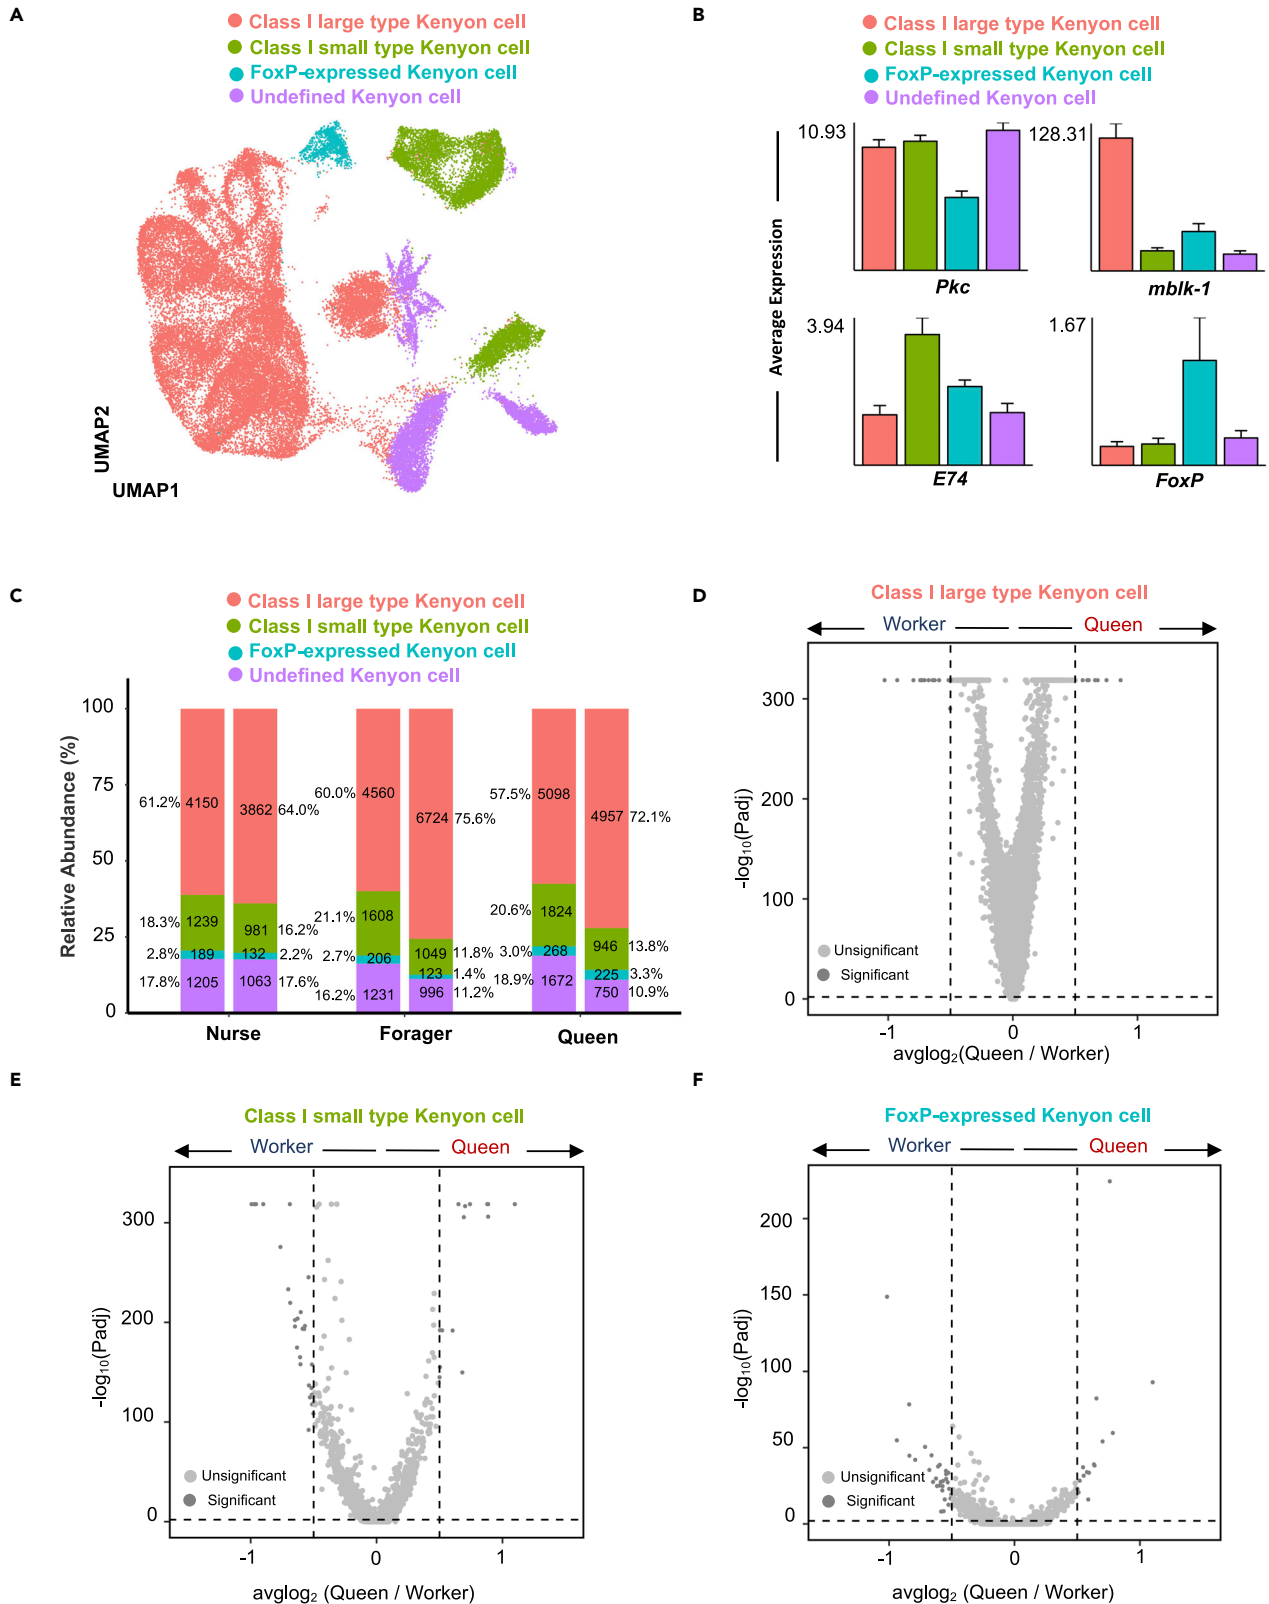 A
Class I large type Kenyon cell
Class I small type Kenyon cell
FoxP-expressed Kenyon cell
Undefined Kenyon cell
UMAP2
UMAP1
B
Class I large type Kenyon cell
Class I small type Kenyon cell
FoxP-expressed Kenyon cell
Undefined Kenyon cell
Average Expression
10.93
Pkc
128.31
mblk-1
3.94
E74
1.67
FoxP
C
Class I large type Kenyon cell
Class I small type Kenyon cell
FoxP-expressed Kenyon cell
Undefined Kenyon cell
Relative Abundance (%)
100
75
50
25
0
61.2% 4150 3862 64.0%
18.3% 1239 981 16.2%
2.8% 189 132 2.2%
17.8% 1205 1063 17.6%
Nurse
60.0% 4560 6724 75.6%
21.1% 1608 1049 11.8%
2.7% 206 123 1.4%
16.2% 1231 996 11.2%
Forager
57.5% 5098 4957 72.1%
20.6% 1824 946 13.8%
3.0% 268 225 3.3%
18.9% 1672 750 10.9%
Queen
D
Class I large type Kenyon cell
Worker Queen
-log10(Padj)
300
200
100
0
Unsignificant
Significant
-1 0 1
avglog2(Queen / Worker)
E
Class I small type Kenyon cell
Worker Queen
-log10(Padj)
300
200
100
0
Unsignificant
Significant
-1 0 1
avglog2 (Queen / Worker)
F
FoxP-expressed Kenyon cell
Worker Queen
-log10(Padj)
200
150
100
50
0
Unsignificant
Significant
-1 0 1
avglog2 (Queen / Worker)